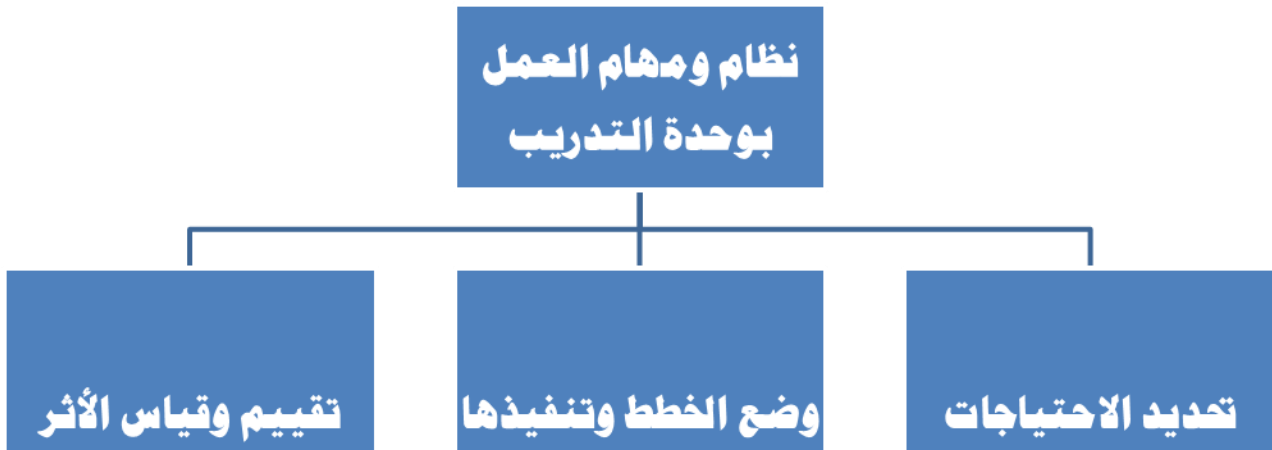 نظام ومهام العمل
بوحدة التدريب
تحديد الاحتياجات
وضع الخطط وتنفيذها
تقييم وقياس الأثر